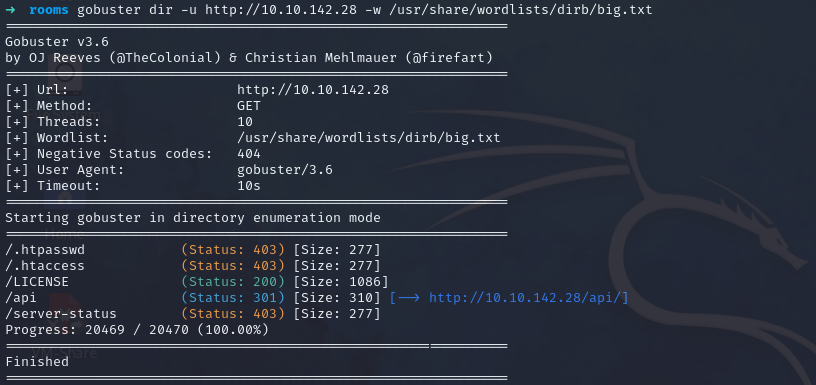 → rooms gobuster dir -u http://10.10.142.28 -w /usr/share/wordlists/dirb/big.txt
===============================================================
Gobuster v3.6
by OJ Reeves (@TheColonial) & Christian Mehlmauer (@firefart)
===============================================================
[+] Url:                     http://10.10.142.28
[+] Method:                  GET
[+] Threads:                 10
[+] Wordlist:                /usr/share/wordlists/dirb/big.txt
[+] Negative Status codes:   404
[+] User Agent:              gobuster/3.6
[+] Timeout:                 10s
===============================================================
Starting gobuster in directory enumeration mode
===============================================================
/.htpasswd            (Status: 403) [Size: 277]
/.htaccess            (Status: 403) [Size: 277]
/LICENSE              (Status: 200) [Size: 1086]
/api                  (Status: 301) [Size: 310] [--> http://10.10.142.28/api/]
/server-status        (Status: 403) [Size: 277]
Progress: 20469 / 20470 (100.00%)
===============================================================
VM-Share
Finished
===============================================================